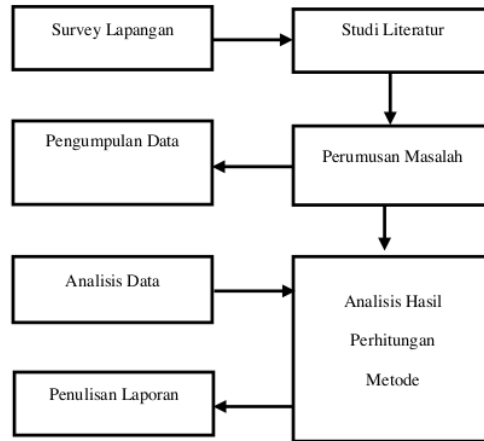 Survey Lapangan
Studi Literatur
Pengumpulan Data
Perumusan Masalah
Analisis Data
Analisis Hasil
Perhitungan
Metode
Penulisan Laporan